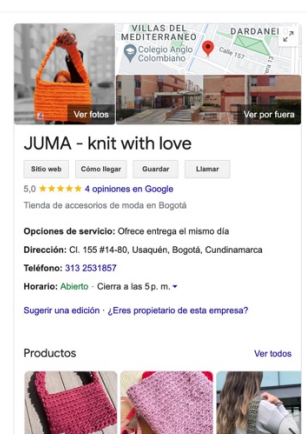 VILLAS DEL
MEDITERRANEO
DARDANEL
Colegio Anglo
Colombiano
Calle 157
13
Ver fotos
Ver por fuera
JUMA - knit with love
Sitio web
Cómo llegar
Guardar
Llamar
5,0 ★★★★★ 4 opiniones en Google
Tienda de accesorios de moda en Bogotá
Opciones de servicio: Ofrece entrega el mismo día
Dirección: Cl. 155 #14-80, Usaquén, Bogotá, Cundinamarca
Teléfono: 313 2531857
Horario: Abierto · Cierra a las 5 p. m.
Sugerir una edición · ¿Eres propietario de esta empresa?
Productos
Ver todos